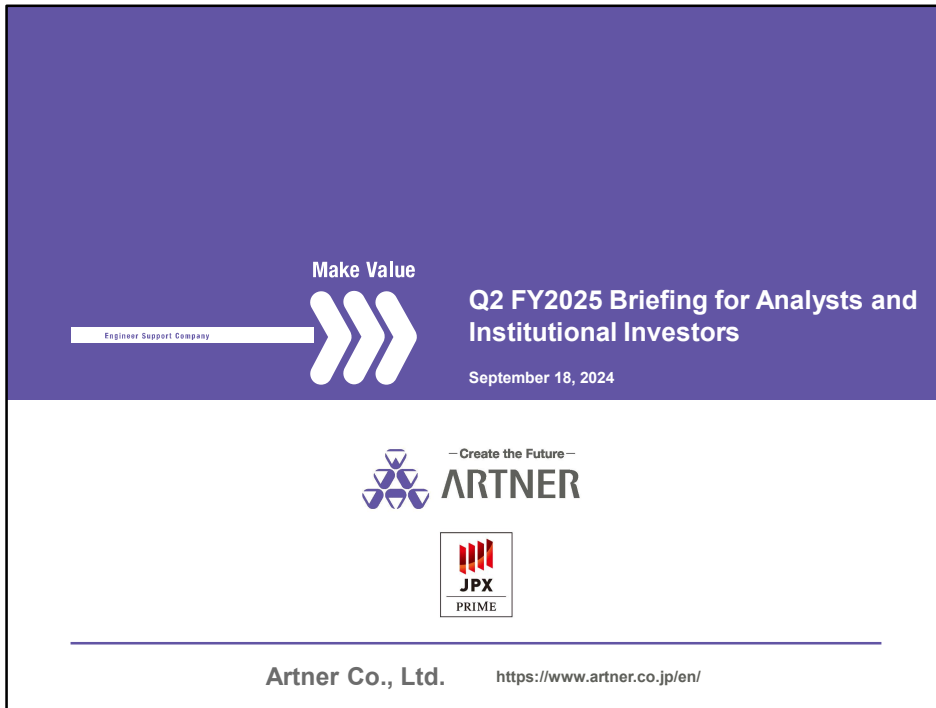 Make Value
Engineer Support Company
Q2 FY2025 Briefing for Analysts and
Institutional Investors
September 18, 2024
–Create the Future–
ARTNER
JPX
PRIME
Artner Co., Ltd.
https://www.artner.co.jp/en/